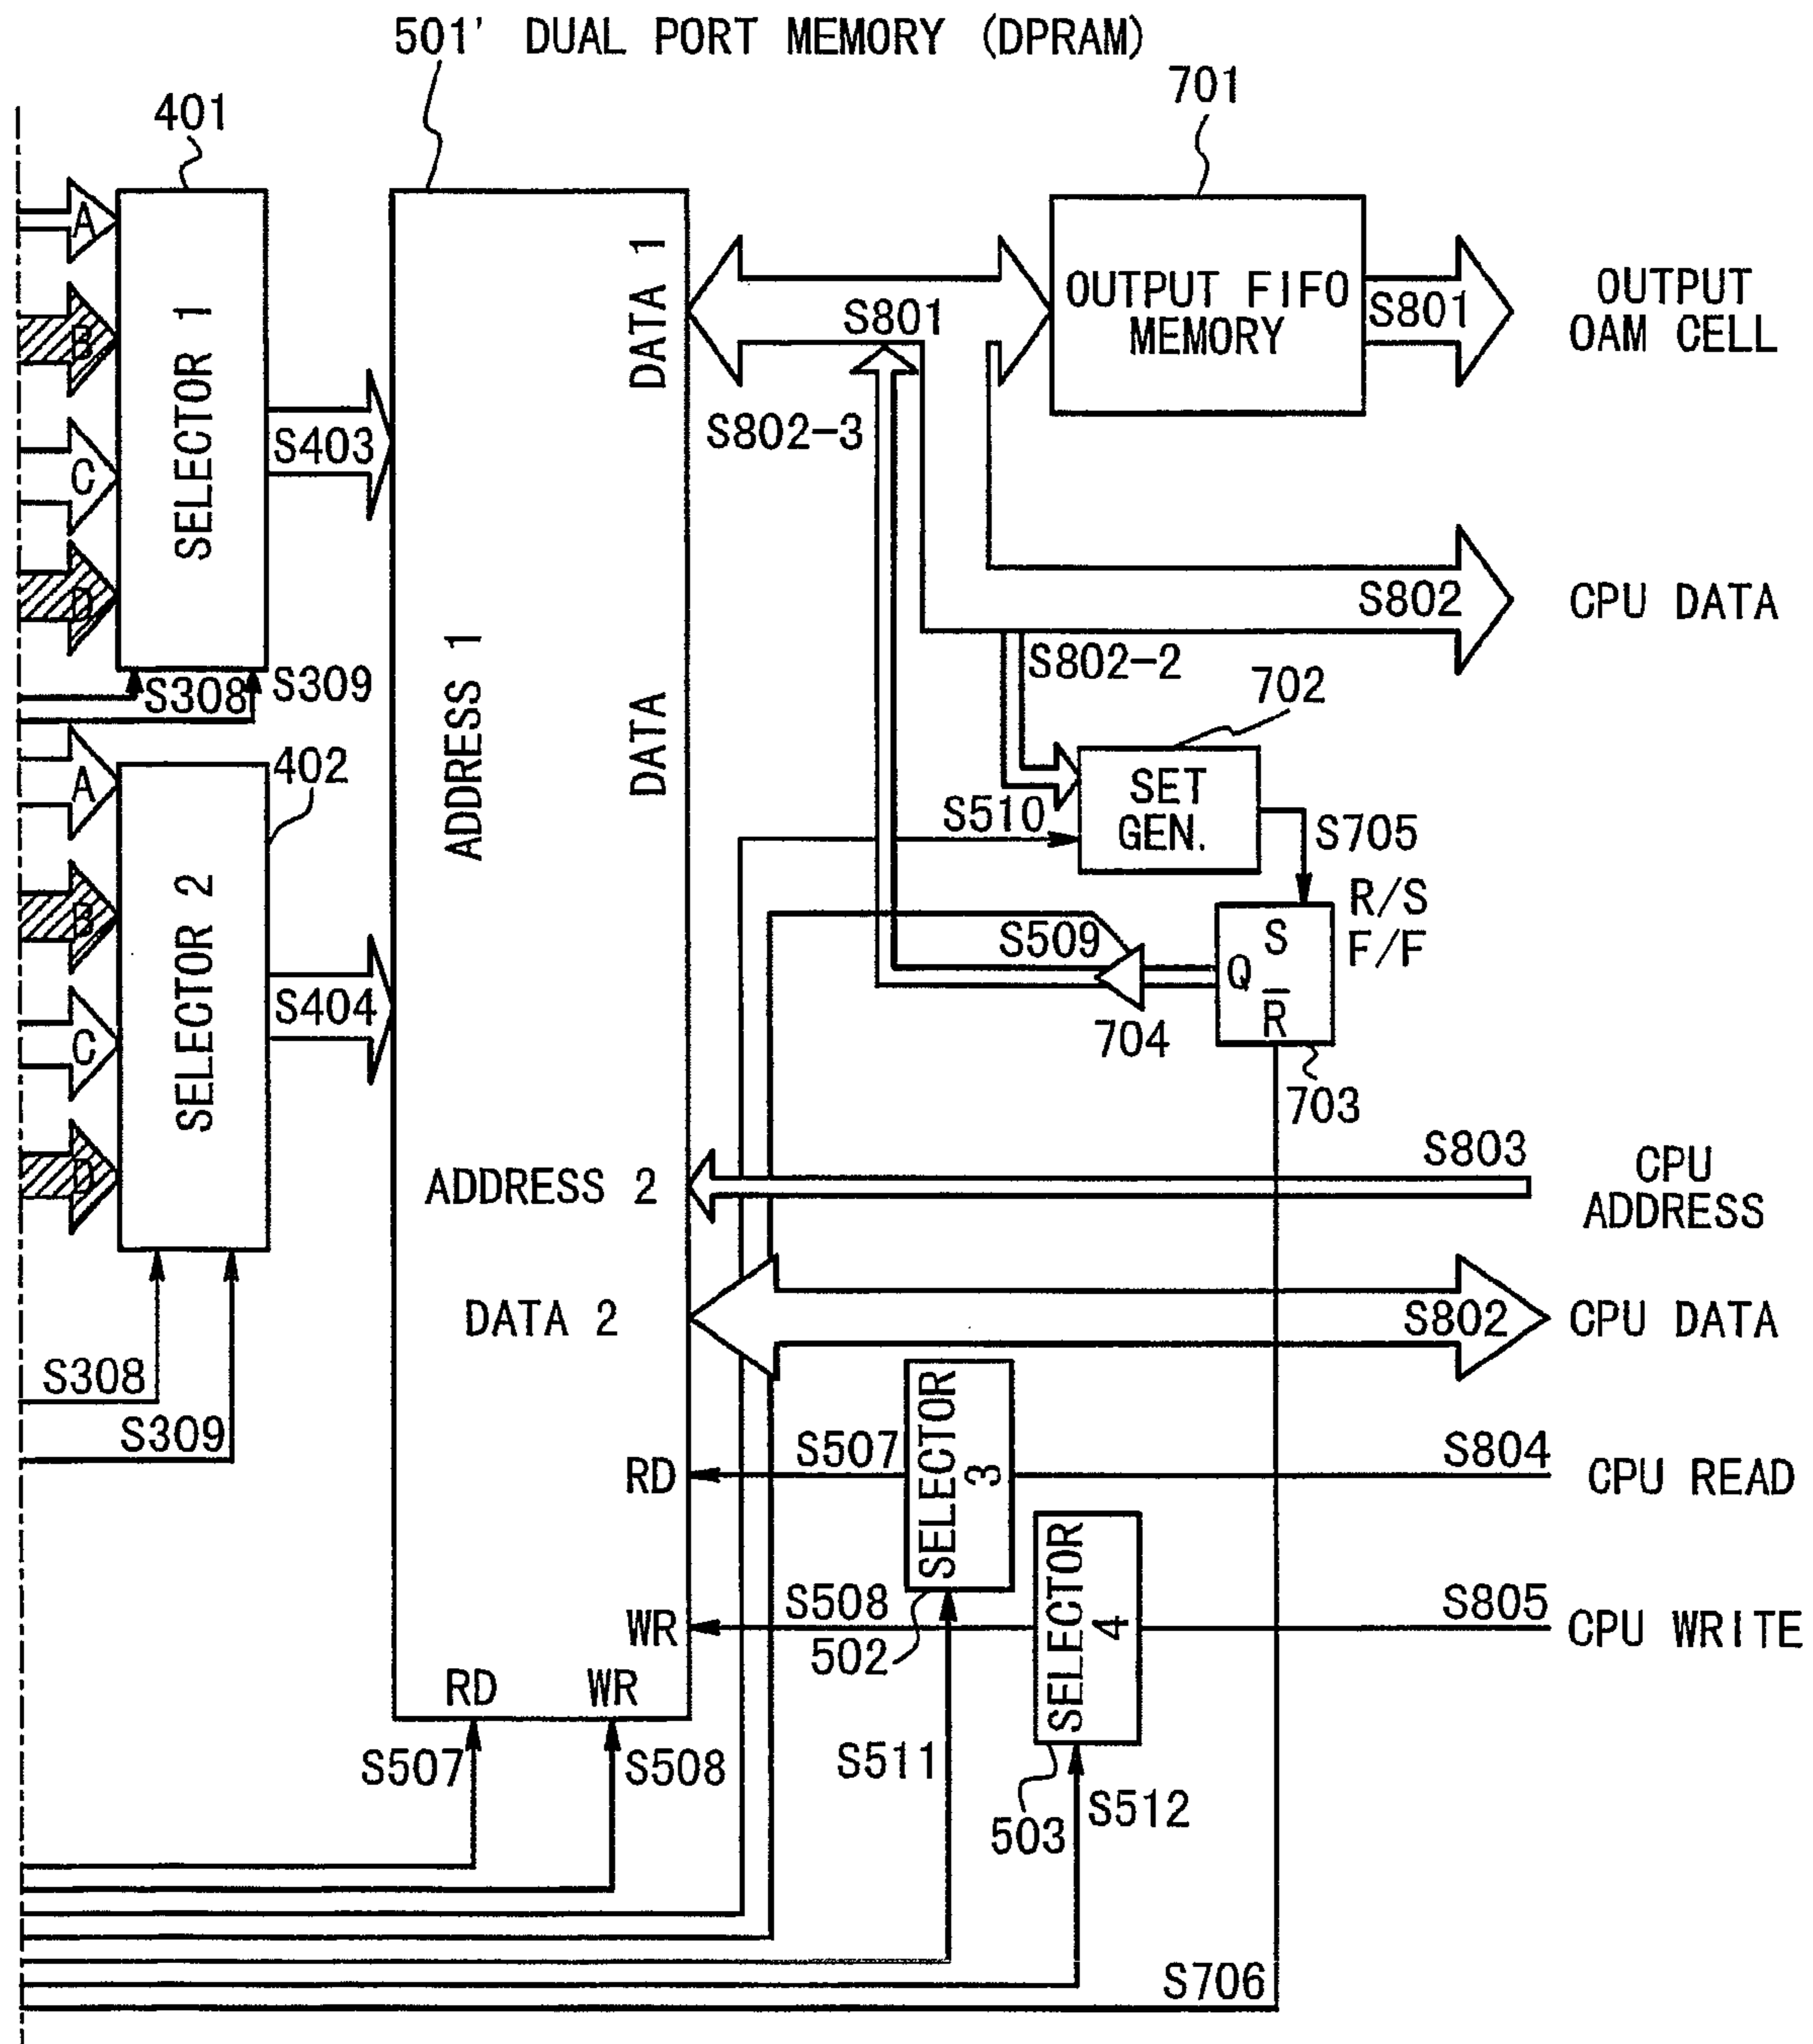 501' DUAL PORT MEMORY (DPRAM)
401
701
A
B
C
D
SELECTOR 1
S403
S308
S309
DATA 1
S801
OUTPUT FIFO
MEMORY
S801
OUTPUT
OAM CELL
S802-3
S802
CPU DATA
S802-2
702
ADDRESS 1
DATA
402
A
B
C
D
SELECTOR 2
S404
S510
SET
GEN.
S705
R/S
F/F
S509
Q
S
R̅
704
703
S803
CPU
ADDRESS
ADDRESS 2
DATA 2
S802
CPU DATA
S308
S309
RD
S507
SELECTOR
3
S804
CPU READ
WR
S508
502
SELECTOR
4
S805
CPU WRITE
RD
WR
S507
S508
S511
503
S512
S706